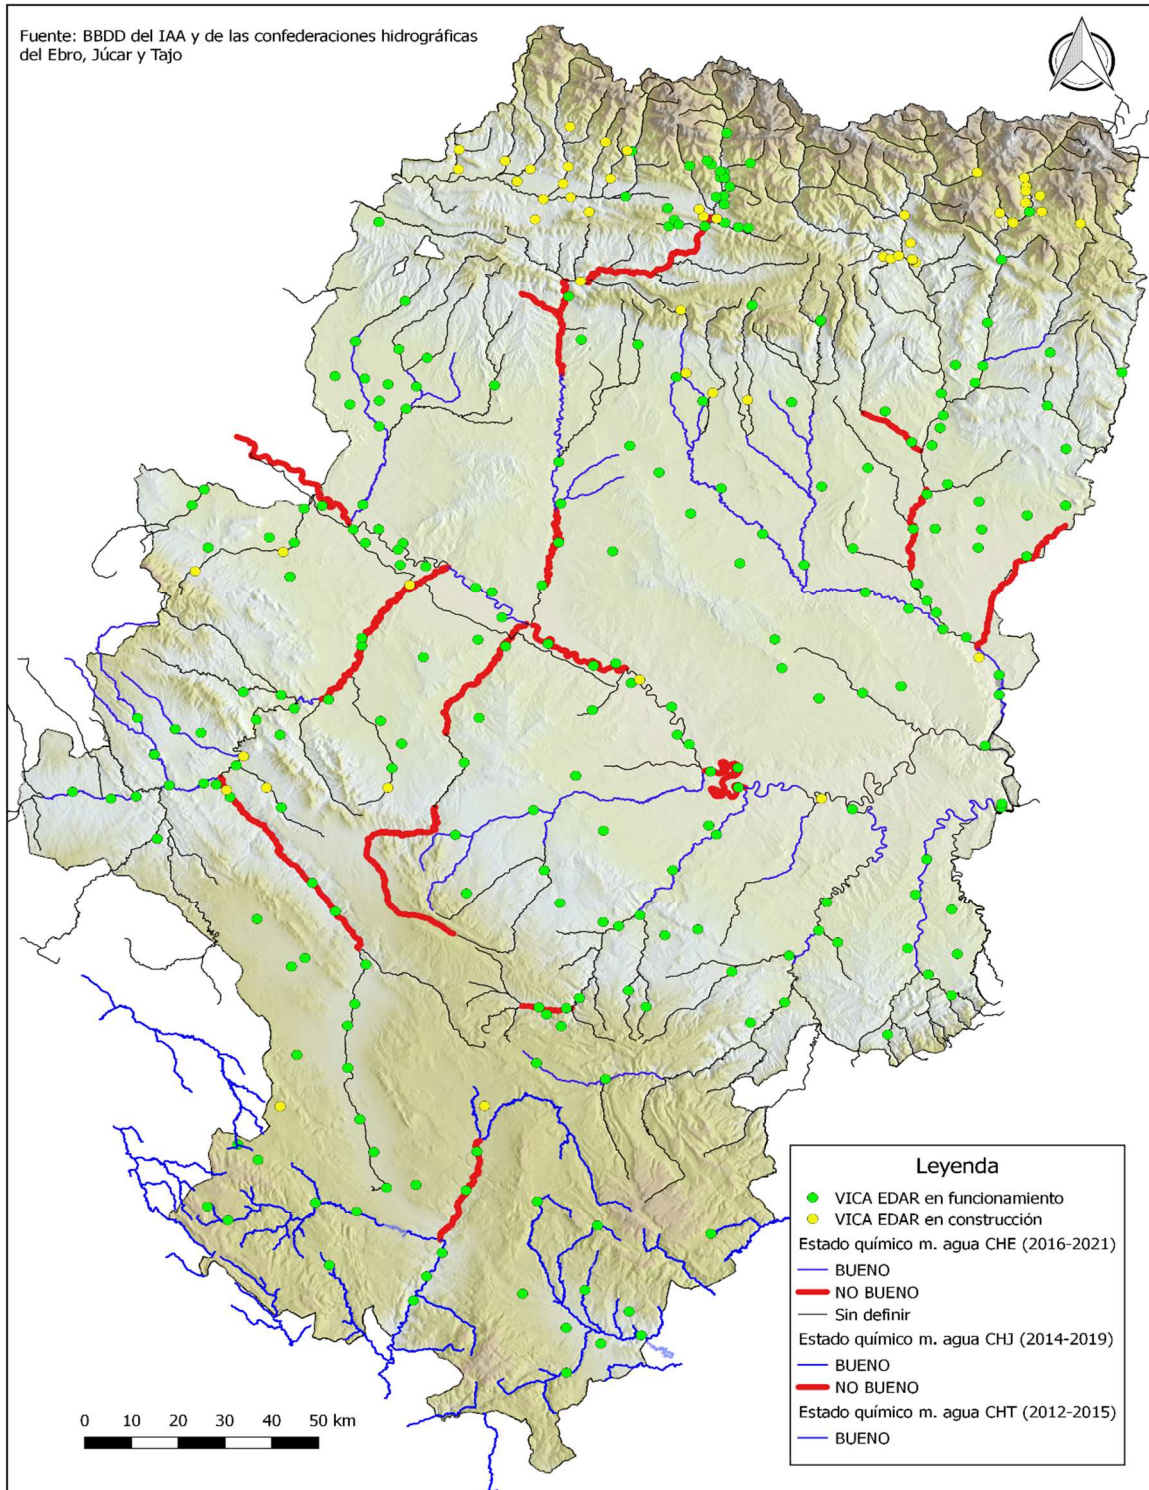 Fuente: BBDD del IAA y de las confederaciones hidrográficas
del Ebro, Júcar y Tajo
Leyenda
VICA EDAR en funcionamiento
VICA EDAR en construcción
Estado químico m. agua CHE (2016-2021)
BUENO
NO BUENO
Sin definir
Estado químico m. agua CHJ (2014-2019)
BUENO
NO BUENO
Estado químico m. agua CHT (2012-2015)
BUENO
0 10 20 30 40 50 km